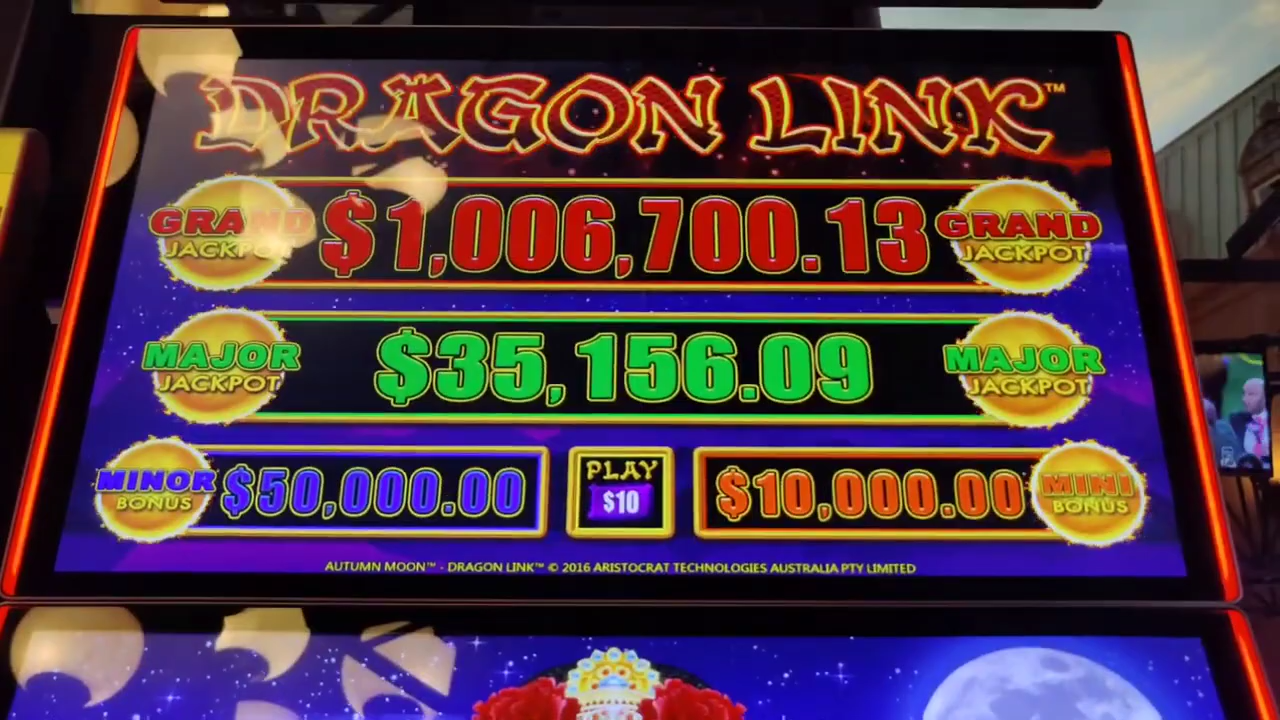 DRAGON LINK™
GRAND JACKPOT $1,006,700.13 GRAND JACKPOT
MAJOR JACKPOT $35,156.09 MAJOR JACKPOT
MINOR BONUS $50,000.00 PLAY $10 $10,000.00 MINI BONUS
AUTUMN MOON™ - DRAGON LINK™ © 2016 ARISTOCRAT TECHNOLOGIES AUSTRALIA PTY LIMITED